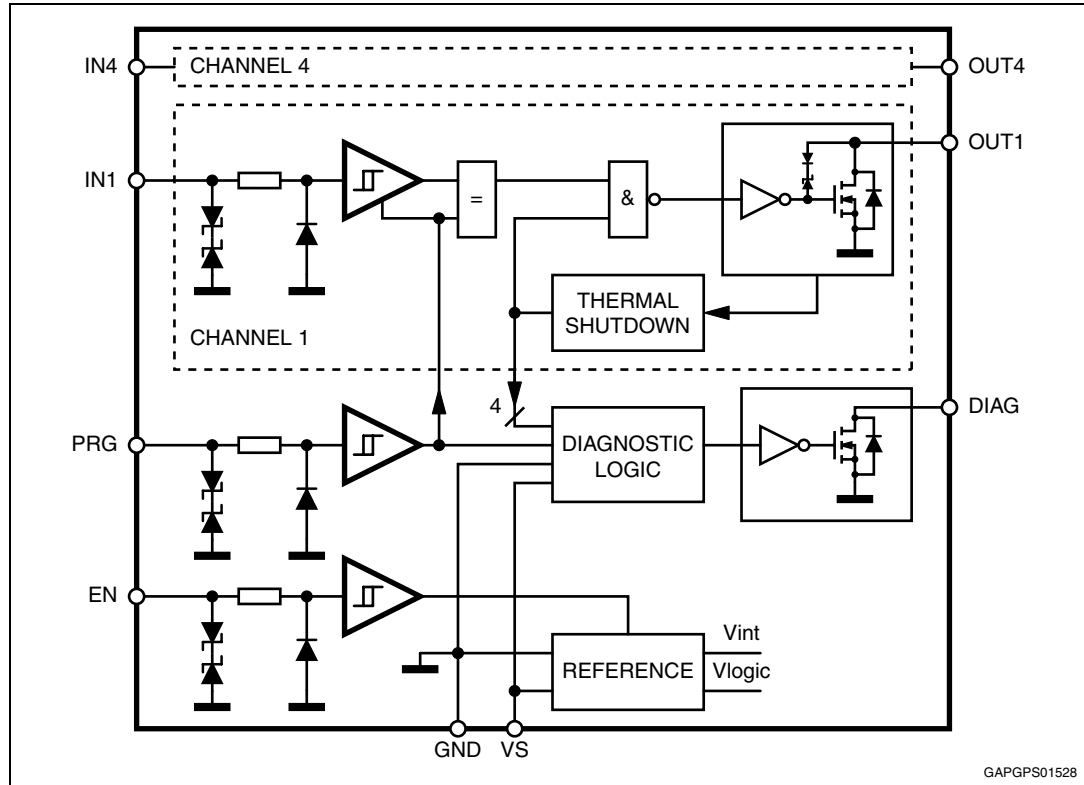 IN4
CHANNEL 4
OUT4
OUT1
IN1
=
&
THERMAL
SHUTDOWN
CHANNEL 1
4
DIAG
PRG
DIAGNOSTIC
LOGIC
EN
Vint
REFERENCE
Vlogic
GND
VS
GAPGPS01528